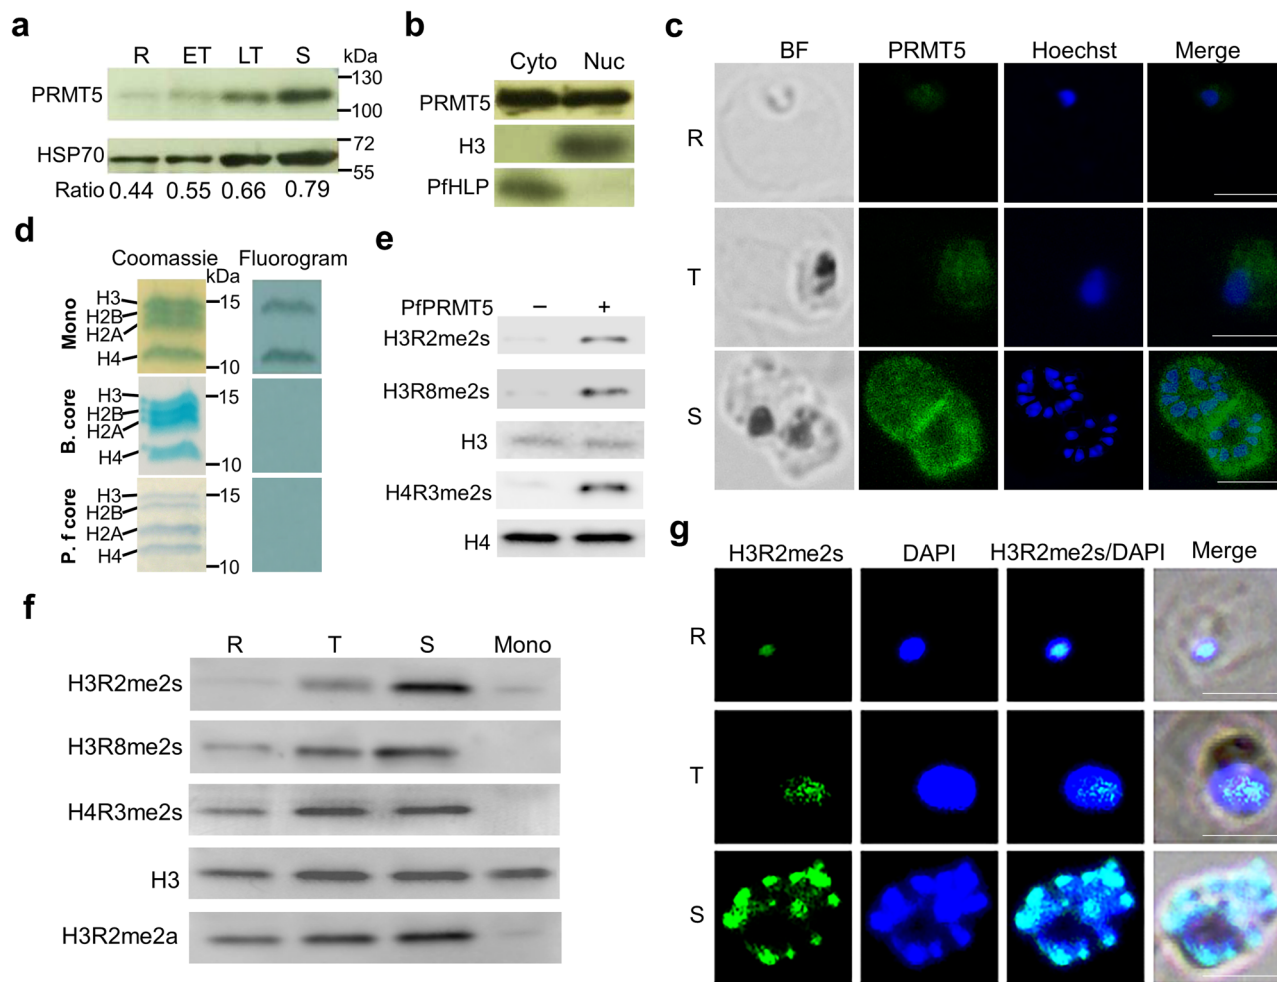 a
R ET LT S kDa
PRMT5
130
100
HSP70
72
55
Ratio 0.44 0.55 0.66 0.79
b
Cyto Nuc
PRMT5
H3
PfHLP
c
BF PRMT5 Hoechst Merge
R
T
S
d
Coomassie Fluorogram
kDa
Mono
H3
H2B
H2A
H4
15
10
B. core
H3
H2B
H2A
H4
15
10
P. f core
H3
H2B
H2A
H4
15
10
e
PfPRMT5 – +
H3R2me2s
H3R8me2s
H3
H4R3me2s
H4
f
R T S Mono
H3R2me2s
H3R8me2s
H4R3me2s
H3
H3R2me2a
g
H3R2me2s DAPI H3R2me2s/DAPI Merge
R
T
S